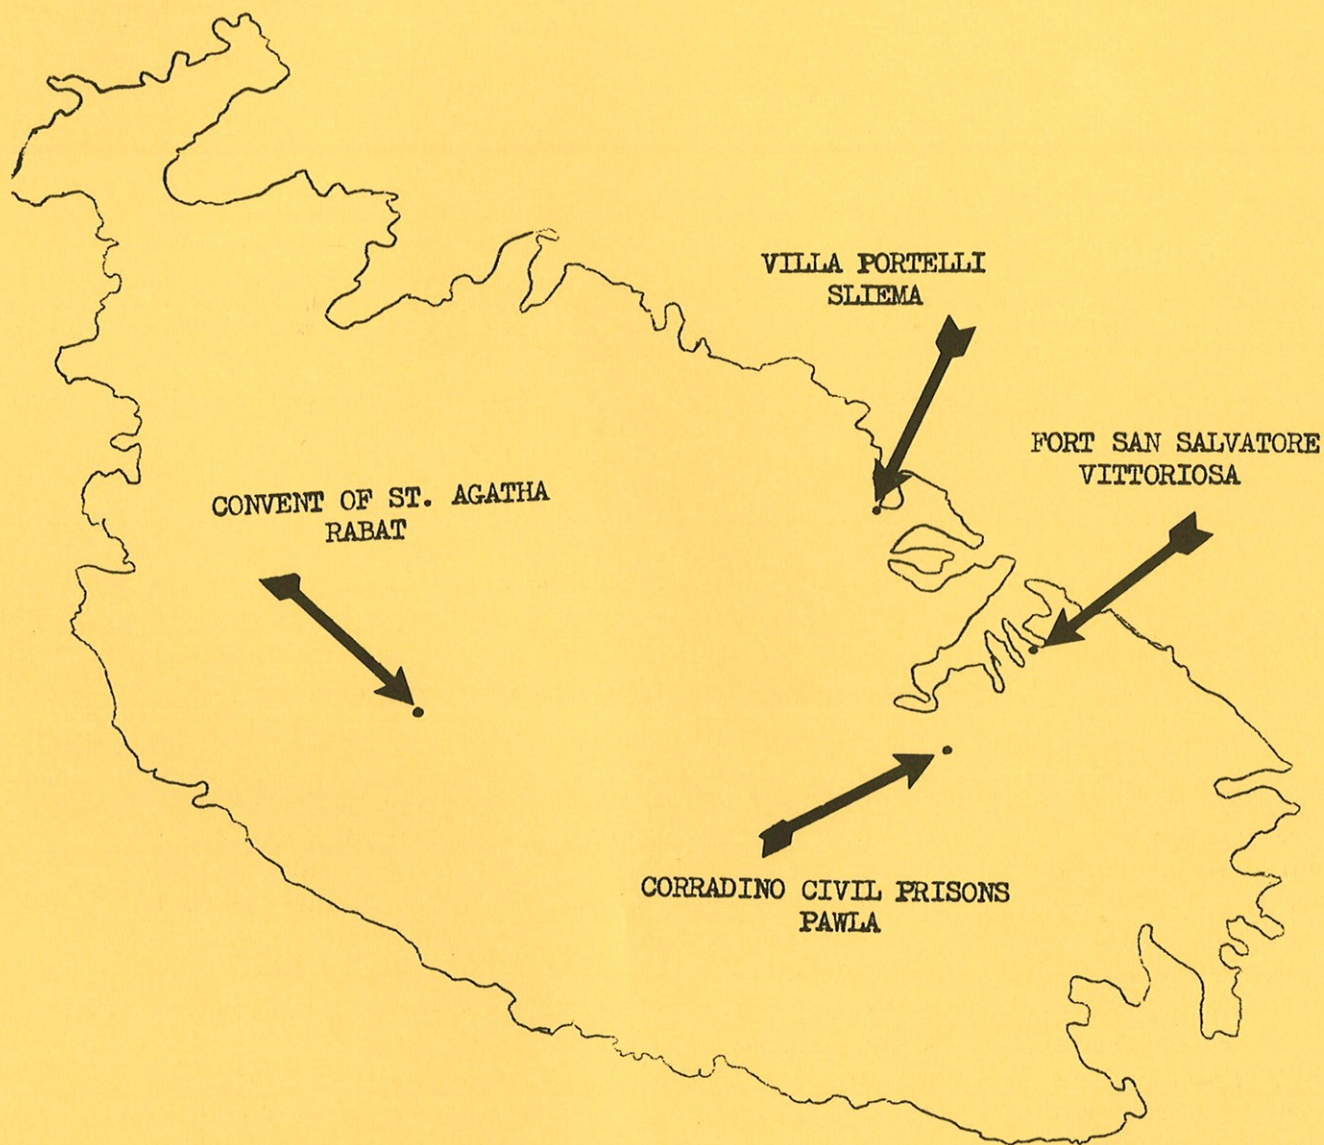 VILLA PORTELLI
SLIEMA
FORT SAN SALVATORE
VITTORIOSA
CONVENT OF ST. AGATHA
RABAT
CORRADINO CIVIL PRISONS
PAWLA